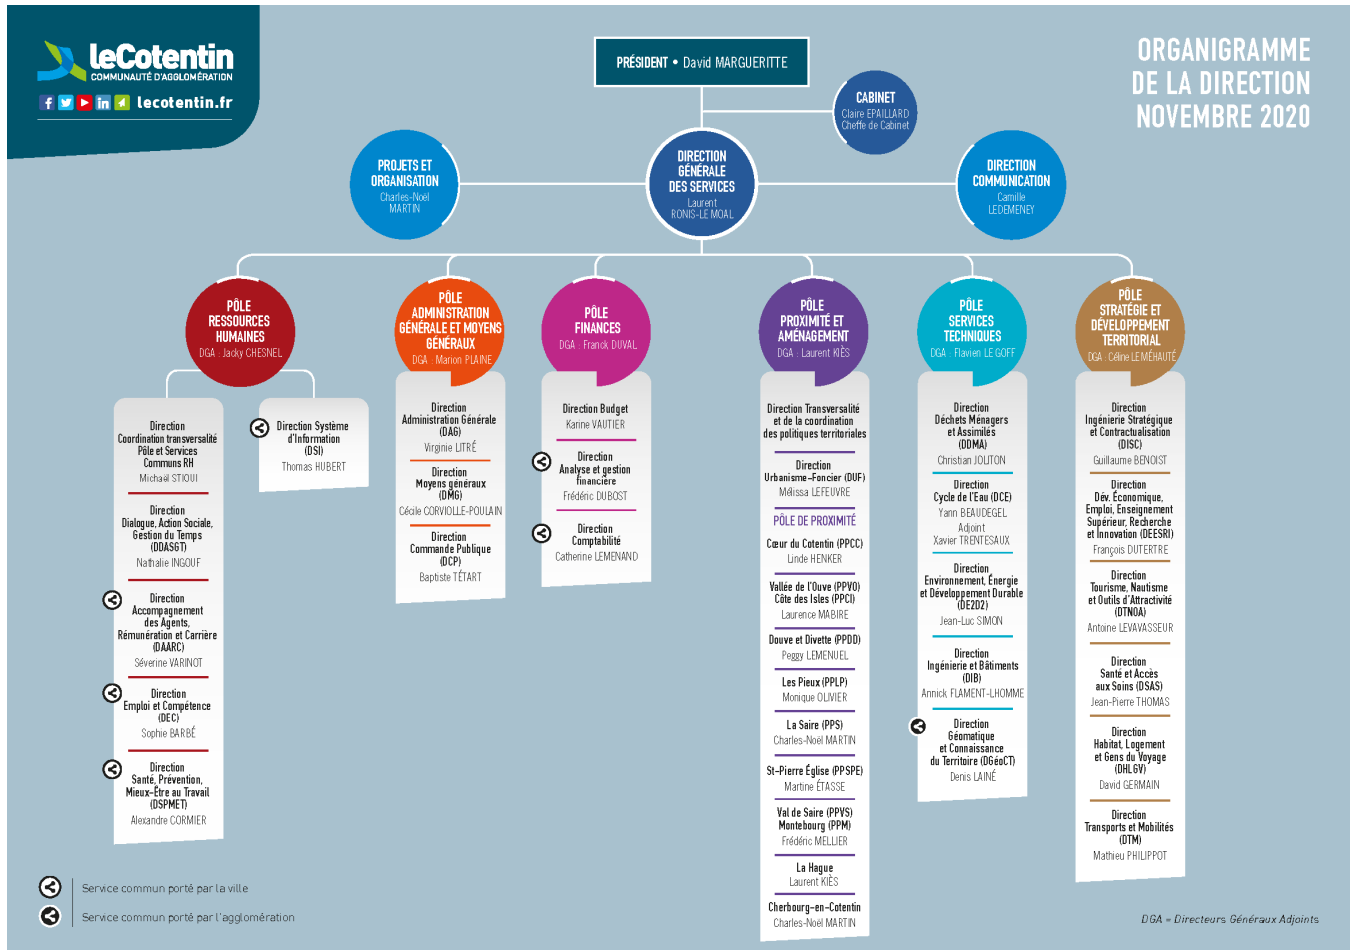 leCotentin
COMMUNAUTÉ D'AGGLOMÉRATION
lecotentin.fr
PRÉSIDENT • David MARGUERITTE
ORGANIGRAMME
DE LA DIRECTION
NOVEMBRE 2020
CABINET
Claire EPAILLARD
Cheffe de Cabinet
PROJETS ET
ORGANISATION
Charles-Noël
MARTIN
DIRECTION
GÉNÉRALE
DES SERVICES
Laurent
RONIS-LE MOAL
DIRECTION
COMMUNICATION
Camille
LEDEMENEY
PÔLE
RESSOURCES
HUMAINES
DGA : Jacky CHESNEL
Direction
Coordination transversalité
Pôle et Services
Communs RH
Michaël STIOUI
Direction
Dialogue, Action Sociale,
Gestion du Temps
(DDASGT)
Nathalie INGOUF
Direction
Accompagnement
des Agents,
Rémunération et Carrière
(DAARC)
Séverine VARINOT
Direction
Emploi et Compétence
(DEC)
Sophie BARBÉ
Direction
Santé, Prévention,
Mieux-Être au Travail
(DSPMET)
Alexandre CORMIER
Direction Système
d'Information
(DSI)
Thomas HUBERT
PÔLE
ADMINISTRATION
GÉNÉRALE ET MOYENS
GÉNÉRAUX
DGA : Marion PLAINE
Direction
Administration Générale
(DAG)
Virginie LITRÉ
Direction
Moyens généraux
(DMG)
Cécile CORVIOLLE-POULAIN
Direction
Commande Publique
(DCP)
Baptiste TÉTART
PÔLE
FINANCES
DGA : Franck DUVAL
Direction Budget
Karine VAUTIER
Direction
Analyse et gestion
financière
Frédéric DUBOST
Direction
Comptabilité
Catherine LEMENAND
PÔLE
PROXIMITÉ ET
AMÉNAGEMENT
DGA : Laurent KIÈS
Direction Transversalité
et de la coordination
des politiques territoriales
Direction
Urbanisme-Foncier (DUF)
Mélissa LEFEUVRE
PÔLE DE PROXIMITÉ
Cœur du Cotentin (PPCC)
Linde HENKER
Vallée de l'Ouve (PPVO)
Côte des Isles (PPCI)
Laurence MABIRE
Douve et Divette (PPDD)
Peggy LEMENUEL
Les Pieux (PPLP)
Monique OLIVIER
La Saire (PPS)
Charles-Noël MARTIN
St-Pierre Église (PPSPE)
Martine ÉTASSE
Val de Saire (PPVS)
Montebourg (PPM)
Frédéric MELLIER
La Hague
Laurent KIÈS
Cherbourg-en-Cotentin
Charles-Noël MARTIN
PÔLE
SERVICES
TECHNIQUES
DGA : Flavien LE GOFF
Direction
Déchets Ménagers
et Assimilés
(DDMA)
Christian JOUTON
Direction
Cycle de l'Eau (DCE)
Yann BEAUDEGEL
Adjoint
Xavier TRENTESAUX
Direction
Environnement, Énergie
et Développement Durable
(DE2D2)
Jean-Luc SIMON
Direction
Ingénierie et Bâtiments
(DIB)
Annick FLAMENT-LHOMME
Direction
Géomatique
et Connaissance
du Territoire (DGéoCT)
Denis LAINÉ
PÔLE
STRATÉGIE ET
DÉVELOPPEMENT
TERRITORIAL
DGA : Céline LE MÉHAUTÉ
Direction
Ingénierie Stratégique
et Contractualisation
(DISC)
Guillaume BENOIST
Direction
Dév. Économique,
Emploi, Enseignement
Supérieur, Recherche
et Innovation (DEESRI)
François DUTERTRE
Direction
Tourisme, Nautisme
et Outils d'Attractivité
(DTNOA)
Antoine LEVAVASSEUR
Direction
Santé et Accès
aux Soins (DSAS)
Jean-Pierre THOMAS
Direction
Habitat, Logement
et Gens du Voyage
(DHLGV)
David GERMAIN
Direction
Transports et Mobilités
(DTM)
Mathieu PHILIPPOT
Service commun porté par la ville
Service commun porté par l'agglomération
DGA = Directeurs Généraux Adjoints